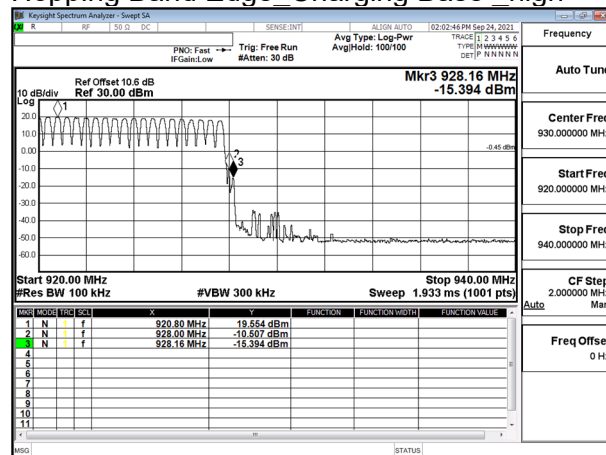 Hopping Band Edge_Charging Base _high
Keysight Spectrum Analyzer - Swept SA
R RF 50 Ω DC SENSE:INT ALIGN AUTO 02:02:46 PM Sep 24, 2021
PNO: Fast
IFGain:Low
Trig: Free Run
#Atten: 30 dB
Avg Type: Log-Pwr
Avg|Hold: 100/100
TRACE 1 2 3 4 5 6
TYPE M WWWWW
DET P N N N N N
Ref Offset 10.6 dB
Ref 30.00 dBm
10 dB/div
Log
Mkr3 928.16 MHz
-15.394 dBm
20.0
10.0
0.00
-10.0
-20.0
-30.0
-40.0
-50.0
-60.0
1
2
3
-0.45 dBm
Start 920.00 MHz
#Res BW 100 kHz
#VBW 300 kHz
Stop 940.00 MHz
Sweep 1.933 ms (1001 pts)
MKR MODE TRC SCL X Y FUNCTION FUNCTION WIDTH FUNCTION VALUE
1 N 1 f 920.80 MHz 19.554 dBm
2 N 1 f 928.00 MHz -10.507 dBm
3 N 1 f 928.16 MHz -15.394 dBm
4
5
6
7
8
9
10
11
MSG STATUS
Frequency
Auto Tune
Center Freq
930.000000 MHz
Start Freq
920.000000 MHz
Stop Freq
940.000000 MHz
CF Step
2.000000 MHz
Auto Man
Freq Offset
0 Hz